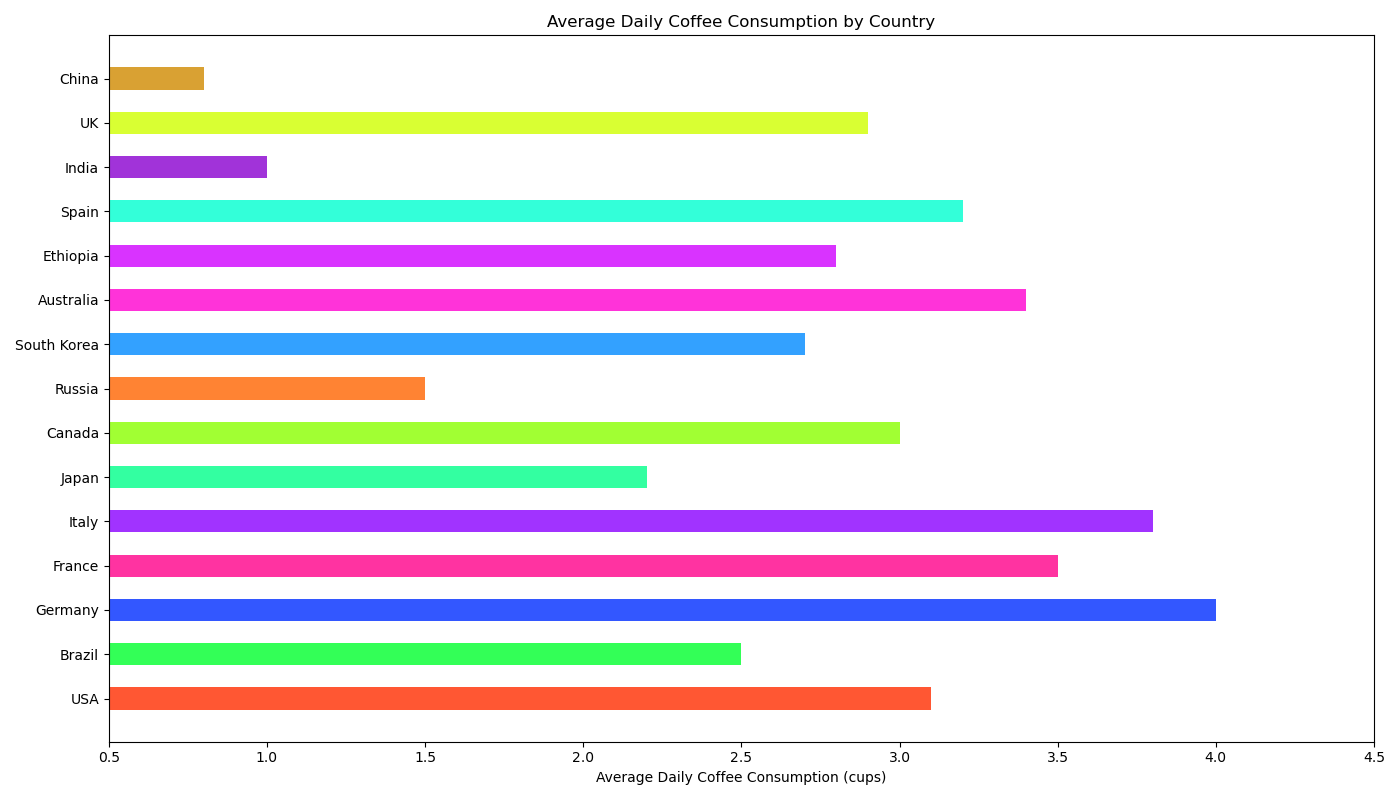 Average Daily Coffee Consumption by Country
China
UK
India
Spain
Ethiopia
Australia
South Korea
Russia
Canada
Japan
Italy
France
Germany
Brazil
USA
0.5 1.0 1.5 2.0 2.5 3.0 3.5 4.0 4.5
Average Daily Coffee Consumption (cups)